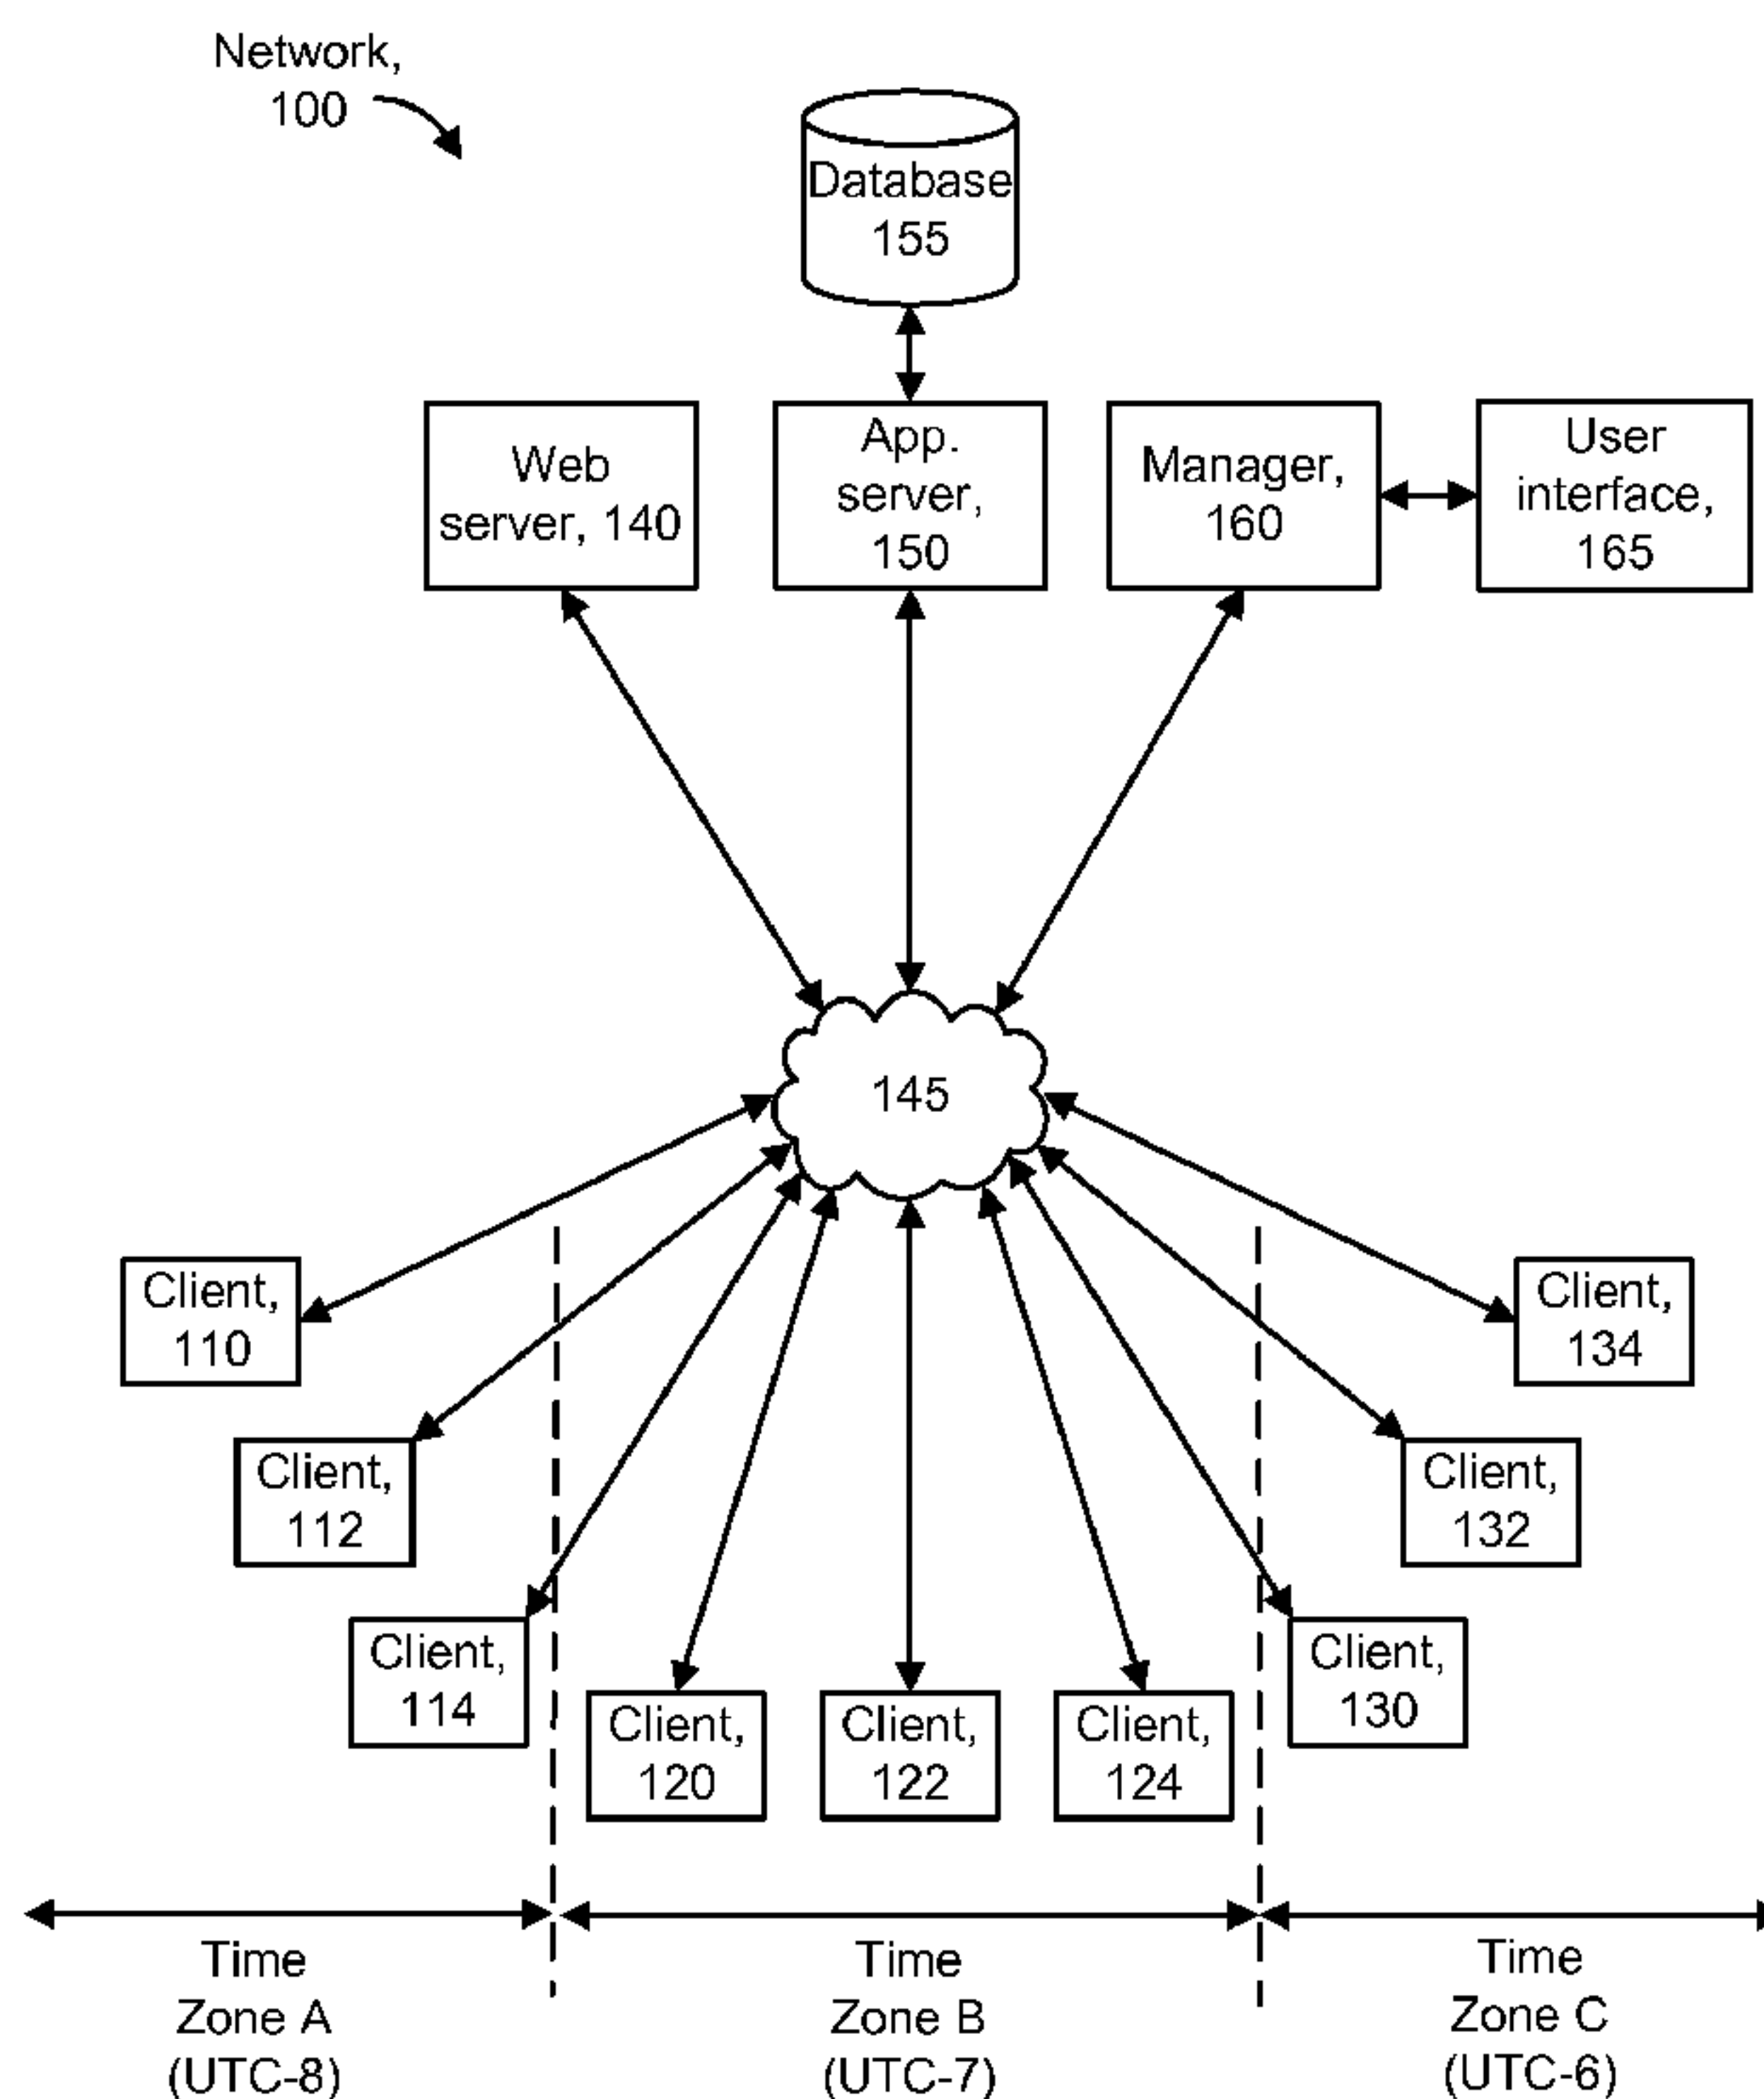 Network,
100
Database
155
Web
server, 140
App.
server,
150
Manager,
160
User
interface,
165
145
Client,
110
Client,
134
Client,
112
Client,
132
Client,
114
Client,
130
Client,
120
Client,
122
Client,
124
Time
Zone A
(UTC-8)
Time
Zone B
(UTC-7)
Time
Zone C
(UTC-6)